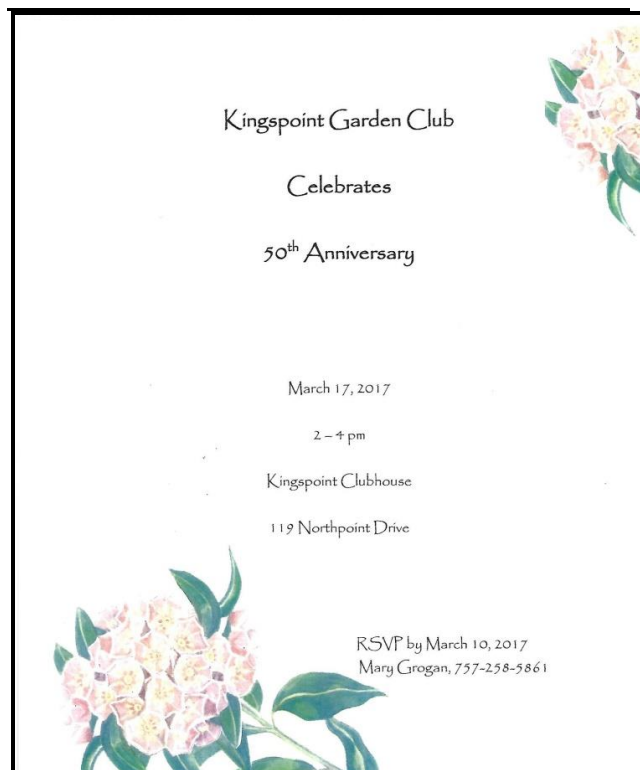 Kingspoint Garden Club
Celebrates
50th Anniversary
March 17, 2017
2 – 4 pm
Kingspoint Clubhouse
119 Northpoint Drive
RSVP by March 10, 2017
Mary Grogan, 757-258-5861